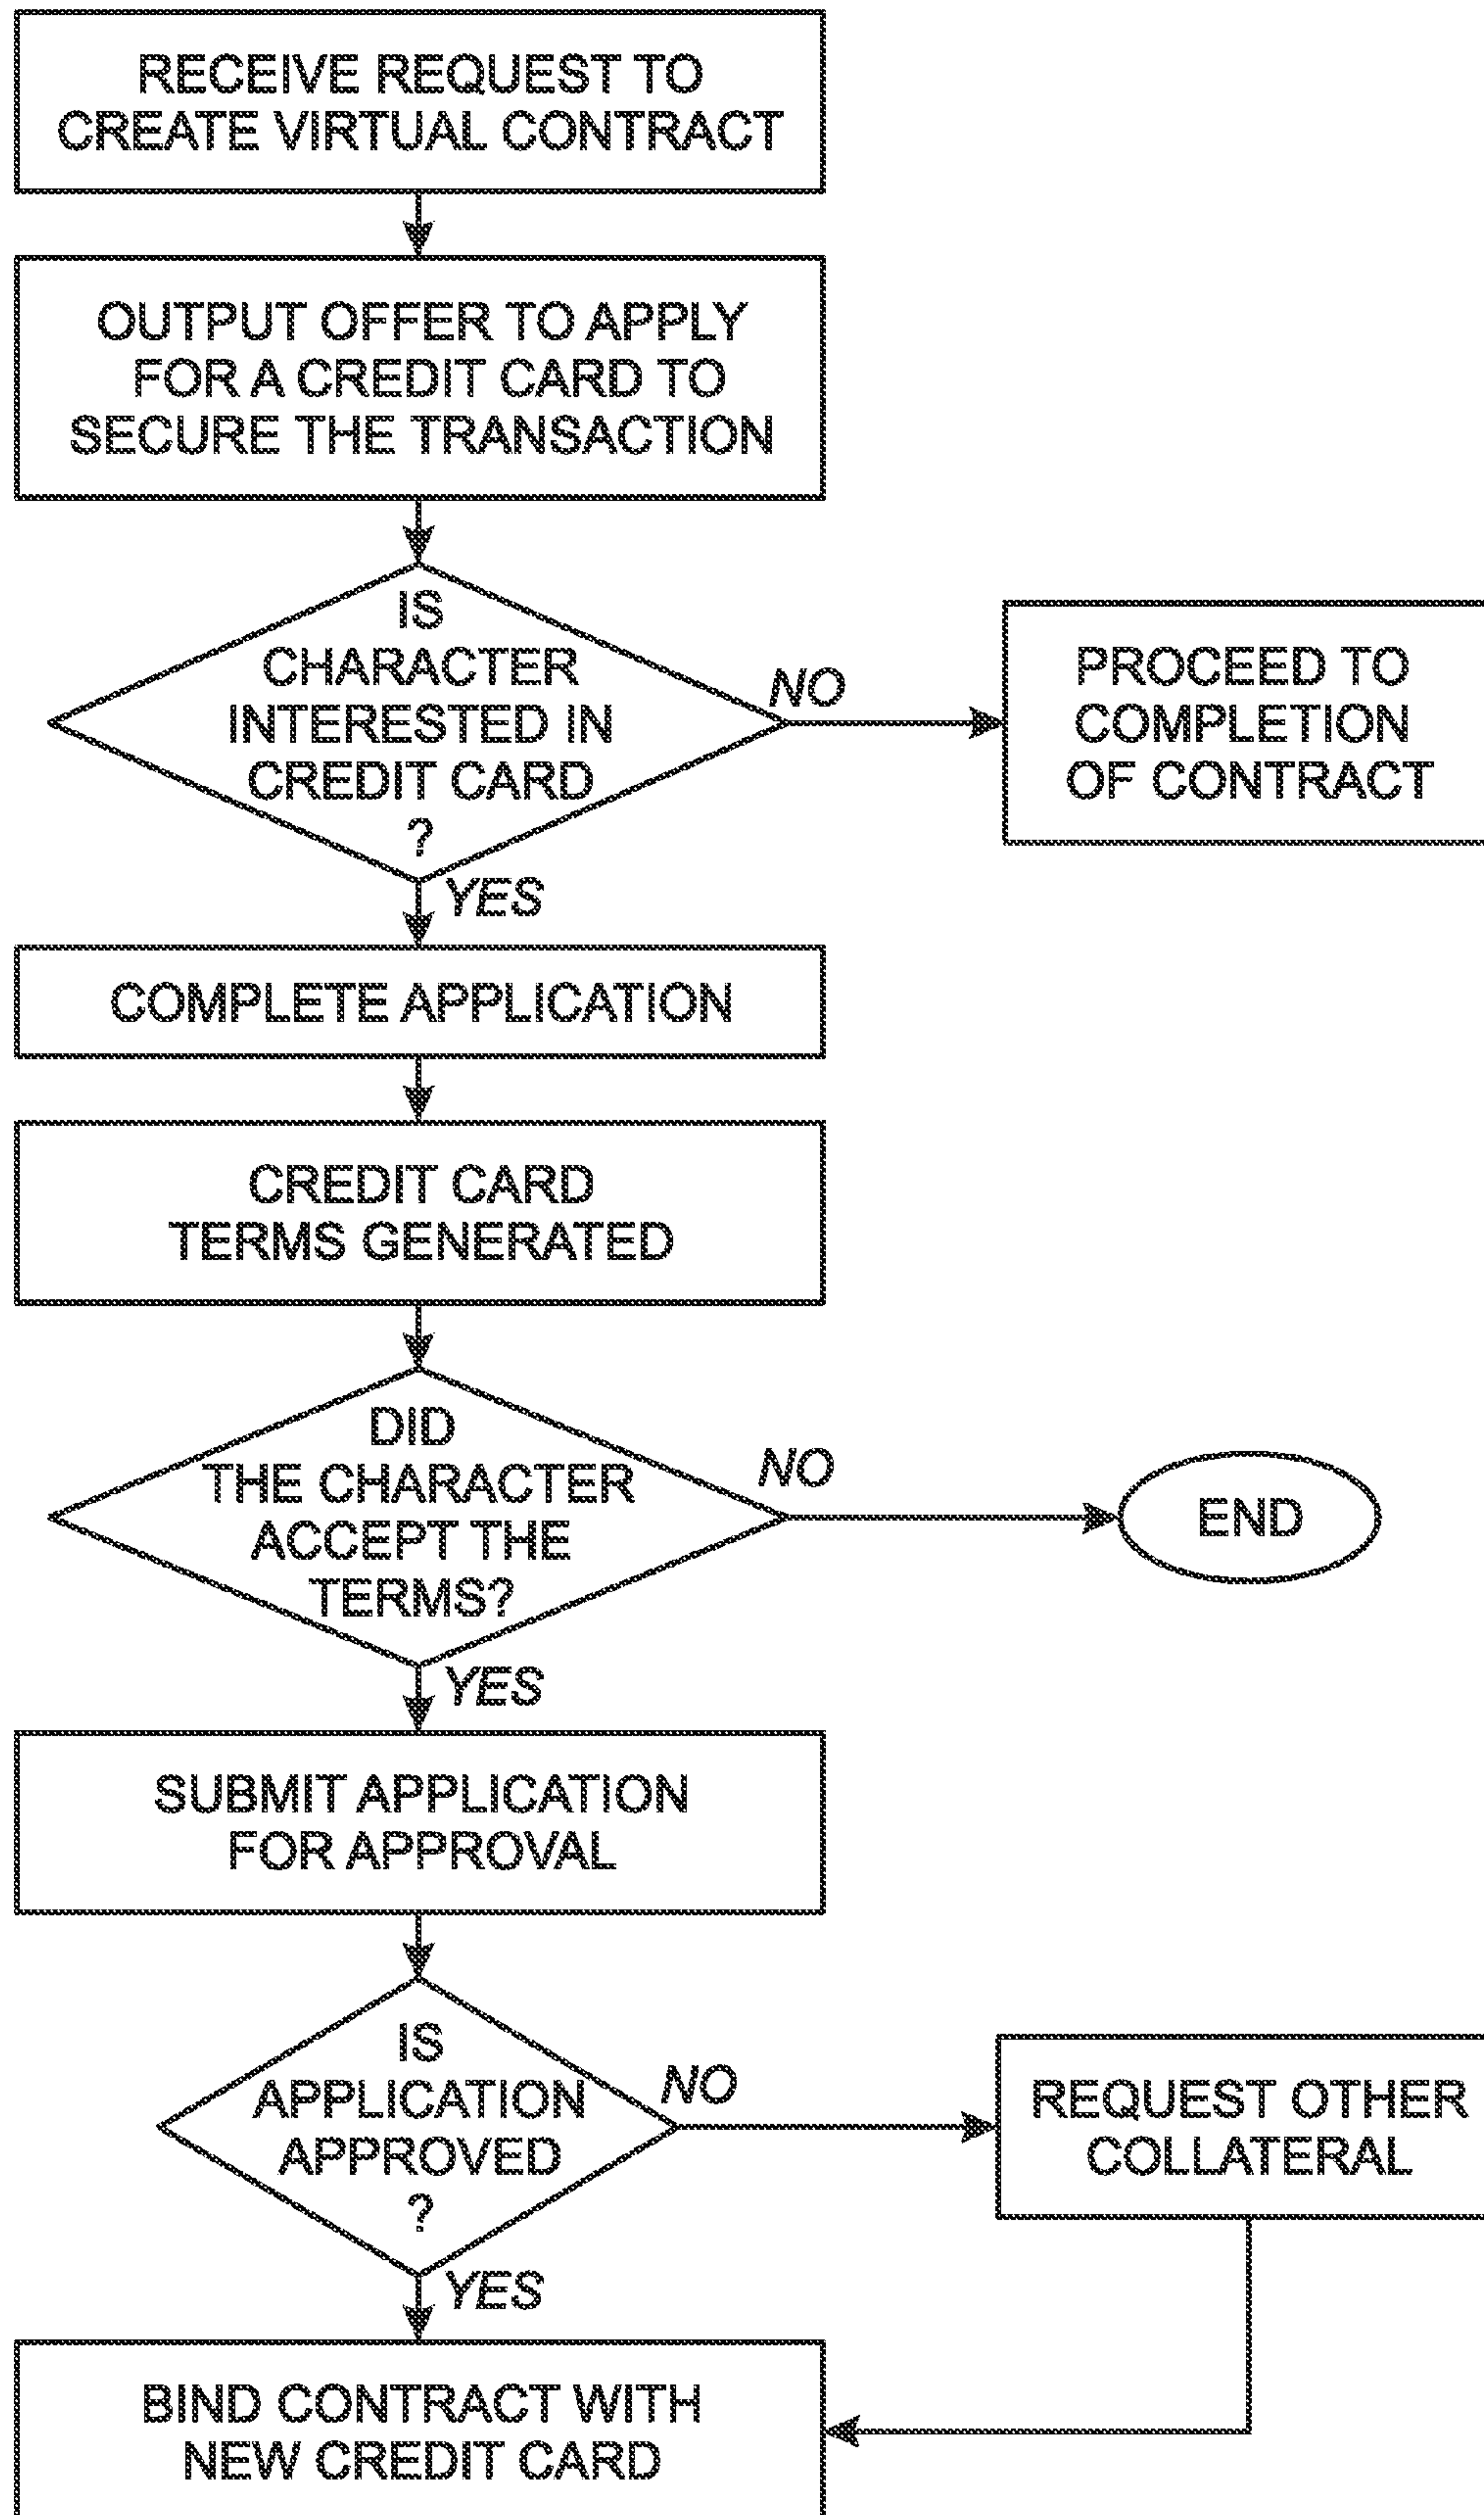 RECEIVE REQUEST TO
CREATE VIRTUAL CONTRACT
OUTPUT OFFER TO APPLY
FOR A CREDIT CARD TO
SECURE THE TRANSACTION
IS
CHARACTER
INTERESTED IN
CREDIT CARD
?
NO
PROCEED TO
COMPLETION
OF CONTRACT
YES
COMPLETE APPLICATION
CREDIT CARD
TERMS GENERATED
DID
THE CHARACTER
ACCEPT THE
TERMS?
NO
END
YES
SUBMIT APPLICATION
FOR APPROVAL
IS
APPLICATION
APPROVED
?
NO
REQUEST OTHER
COLLATERAL
YES
BIND CONTRACT WITH
NEW CREDIT CARD